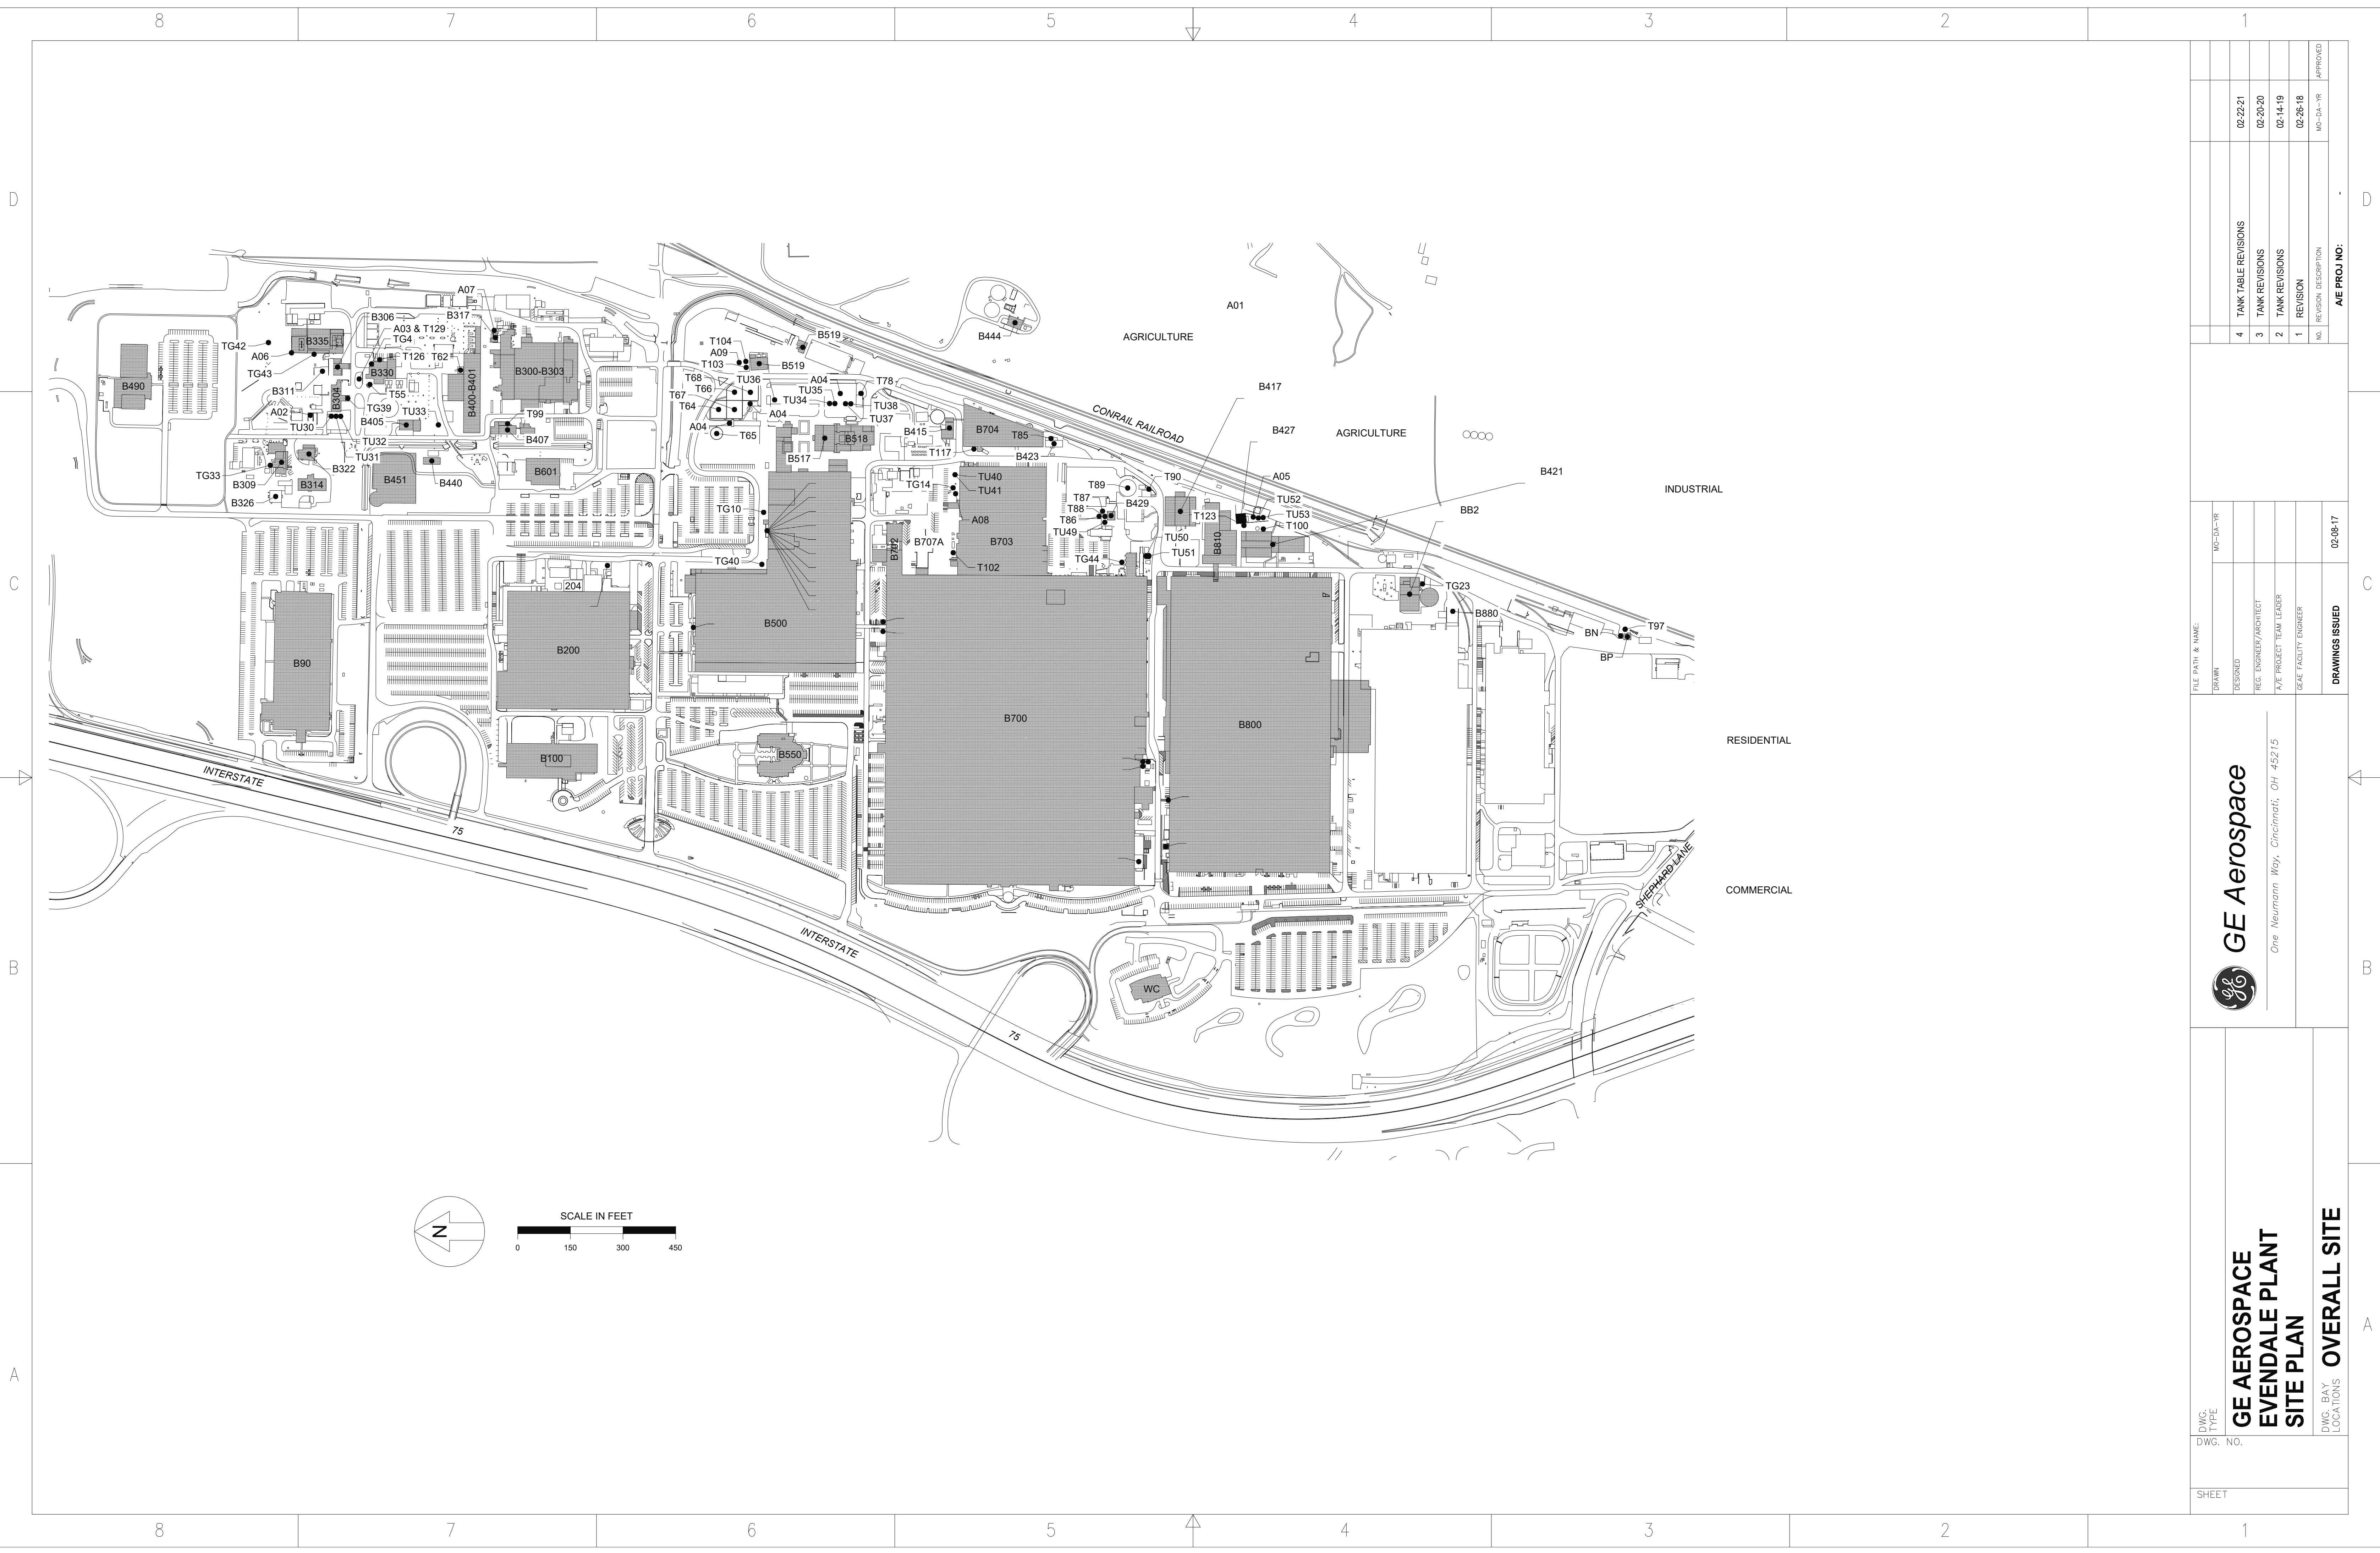 8 7 6 5 4 3 2 1
D
D
C
C
B
B
A
A
A07
B306
B317
A03 & T129
TG4
TG42
B335
A06
TG43
T126
T62
B330
B300-B303
B490
B311
B304
T55
B400-B401
A02
TG39
TU30
B405
TU33
T99
TU32
B407
TU31
TG33
B322
B309
B314
B326
B451
B440
B601
T104
A09
T103
B519
B519
T68
TU36
A04
T78
T66
TU35
T67
TU34
TU38
T64
A04
TU37
A04
T65
B415
B518
B517
T117
B704
T85
B423
B444
A01
AGRICULTURE
B417
CONRAIL RAILROAD
B427
AGRICULTURE
B421
INDUSTRIAL
BB2
TU40
TG14
TU41
TG10
A08
B702
B707A
B703
TG40
T102
T90
A05
T89
T87
B429
TU52
T88
T123
TU53
T86
T100
TU49
TU50
B810
TU51
TG44
TG23
B880
T97
BN
BP
204
B500
B200
B90
B700
B800
B100
B550
RESIDENTIAL
COMMERCIAL
INTERSTATE
75
INTERSTATE
75
SHEPHARD LANE
WC
N
SCALE IN FEET
0 150 300 450
4 TANK TABLE REVISIONS 02-22-21
3 TANK REVISIONS 02-20-20
2 TANK REVISIONS 02-14-19
1 REVISION 02-26-18
NO. REVISION DESCRIPTION MO-DA-YR APPROVED
A/E PROJ NO: -
FILE PATH & NAME:
DRAWN MO-DA-YR
DESIGNED
REG. ENGINEER/ARCHITECT
A/E PROJECT TEAM LEADER
GEAE FACILITY ENGINEER
DRAWINGS ISSUED 02-08-17
GE Aerospace
One Neumann Way, Cincinnati, OH 45215
DWG. TYPE
GE AEROSPACE
EVENDALE PLANT
SITE PLAN
DWG. BAY LOCATIONS
OVERALL SITE
DWG. NO.
SHEET
8 7 6 5 4 3 2 1